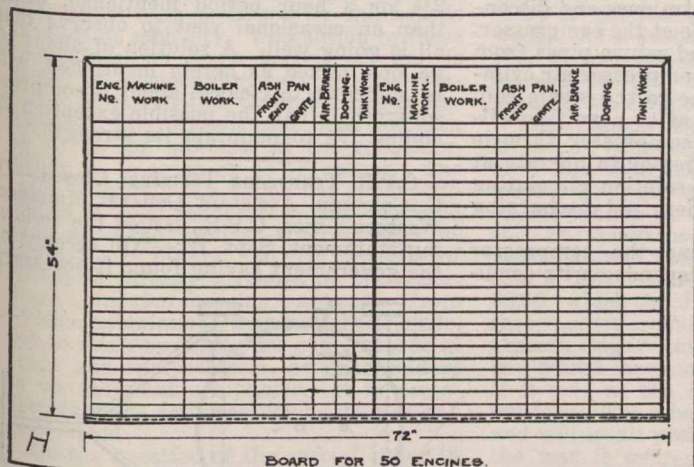 ENG. No. MACHINE WORK BOILER WORK. ASH PAN FRONT END. GRATE. AIR-BRAKE DOPING. TANK WORK ENG. No. MACHINE WORK. BOILER WORK. ASH PAN. FRONT END. GRATE. AIR BRAKE DOPING. TANK WORK
54"
72"
H
BOARD FOR 50 ENGINES.